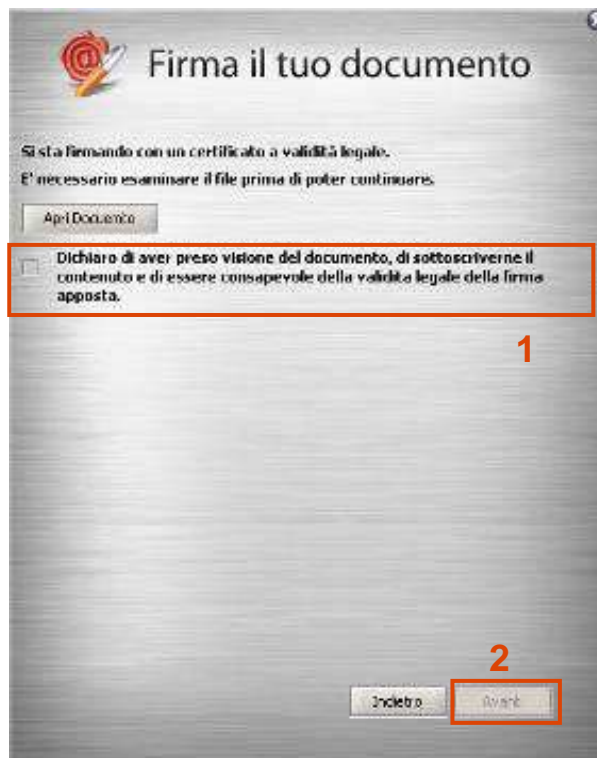 Firma il tuo documento
Si sta firmando con un certificato a validità legale.
E' necessario esaminare il file prima di poter continuare.
Apri Documento
Dichiaro di aver preso visione del documento, di sottoscriverne il
contenuto e di essere consapevole della validita legale della firma
apposta.
1
2
Indietro
Avanti